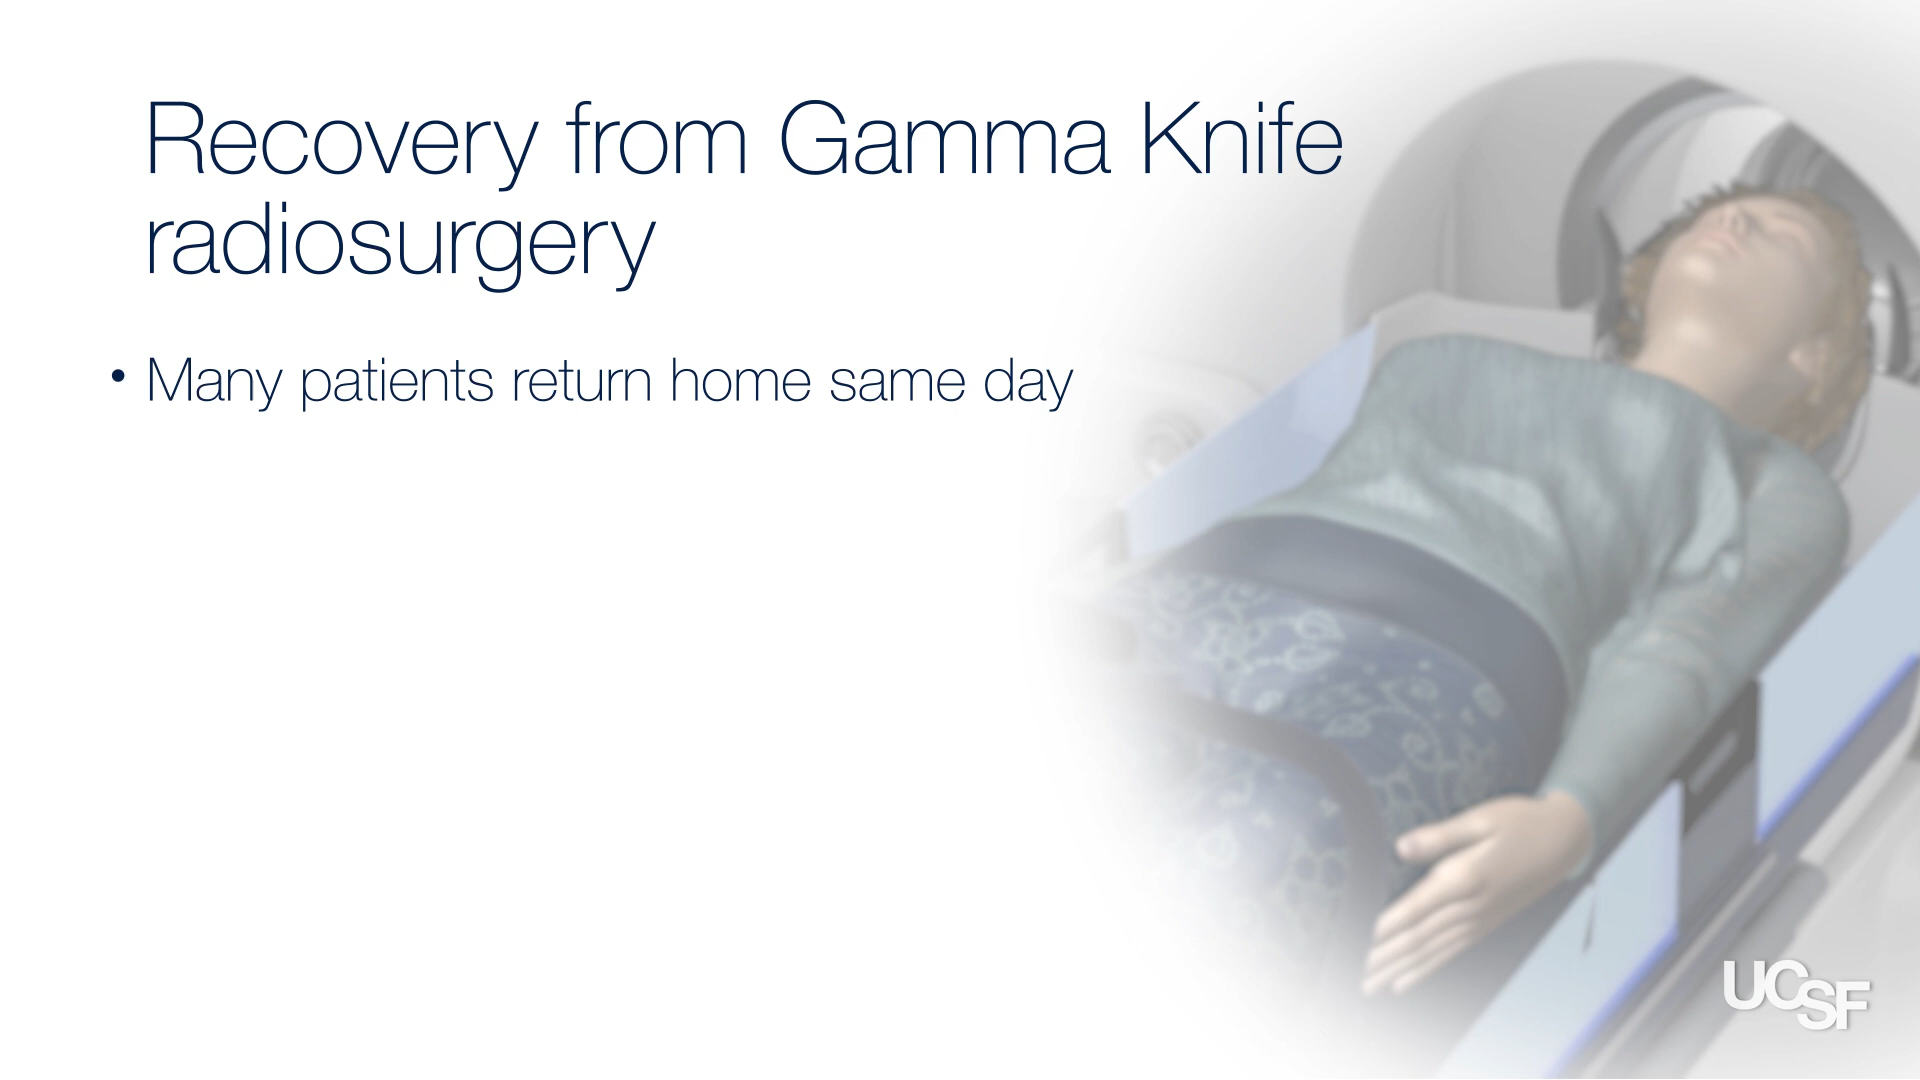 Recovery from Gamma Knife
radiosurgery
• Many patients return home same day
UCSF